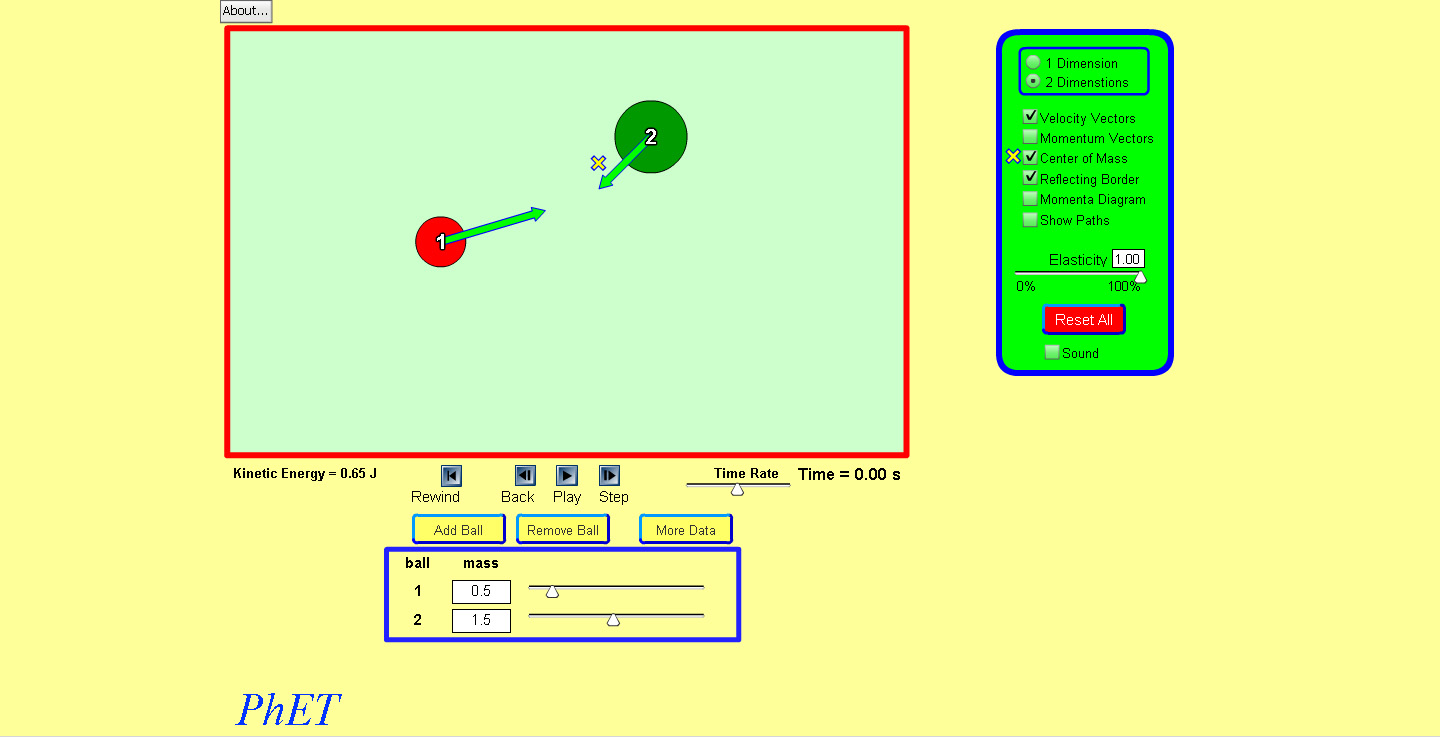 About...
1 Dimension
2 Dimenstions
2
Velocity Vectors
Momentum Vectors
Center of Mass
Reflecting Border
Momenta Diagram
Show Paths
1
Elasticity 1.00
0% 100%
Reset All
Sound
Kinetic Energy = 0.65 J
Time Rate
Time = 0.00 s
Rewind Back Play Step
Add Ball Remove Ball More Data
ball mass
1 0.5
2 1.5
PhET